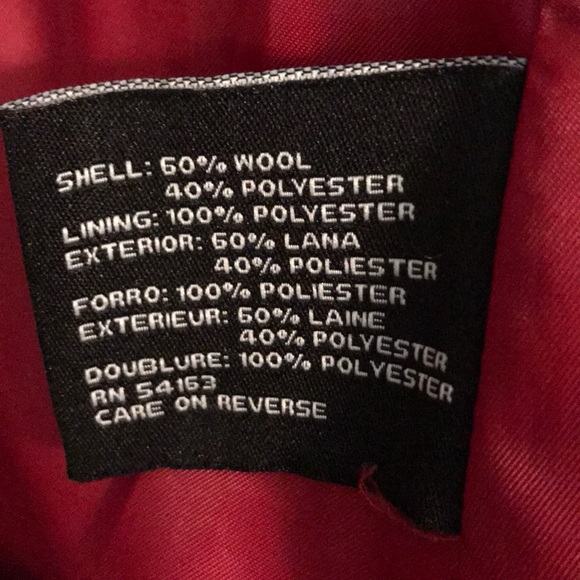 SHELL: 60% WOOL
40% POLYESTER
LINING: 100% POLYESTER
EXTERIOR: 60% LANA
40% POLIESTER
FORRO: 100% POLIESTER
EXTERIEUR: 60% LAINE
40% POLYESTER
DOUBLURE: 100% POLYESTER
RN 54163
CARE ON REVERSE